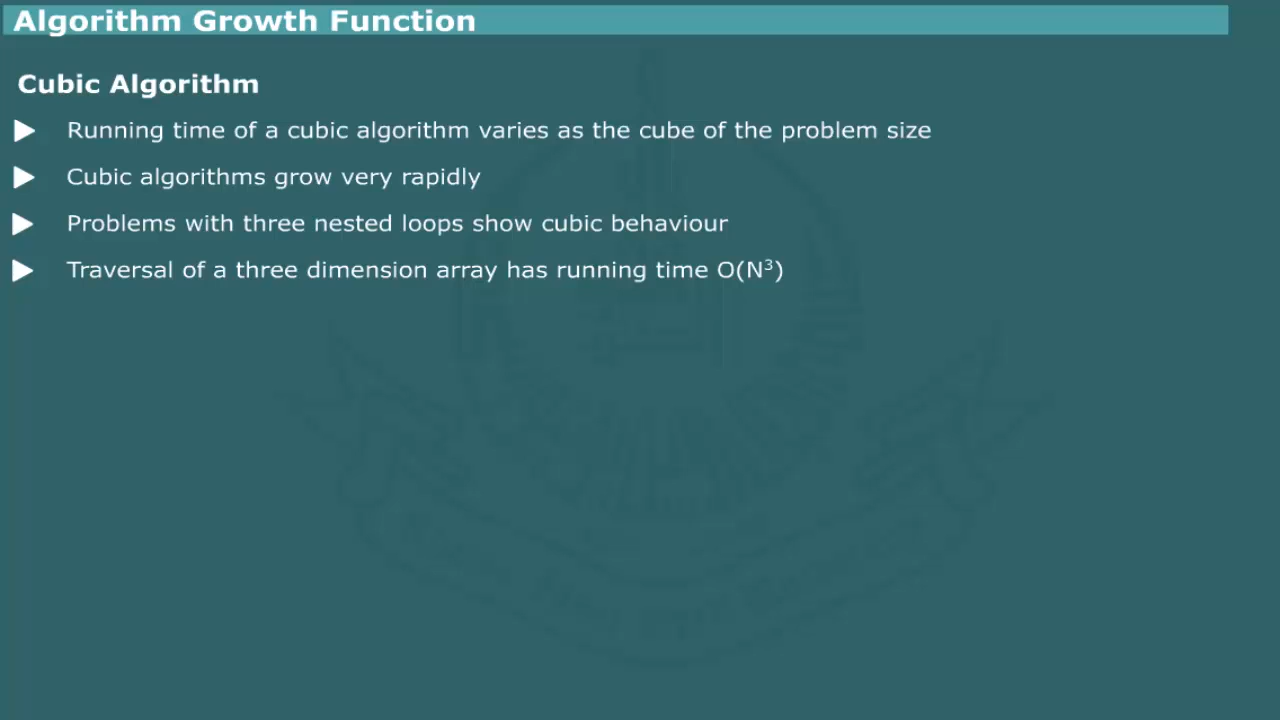 Algorithm Growth Function
Cubic Algorithm
Running time of a cubic algorithm varies as the cube of the problem size
Cubic algorithms grow very rapidly
Problems with three nested loops show cubic behaviour
Traversal of a three dimension array has running time O(N³)